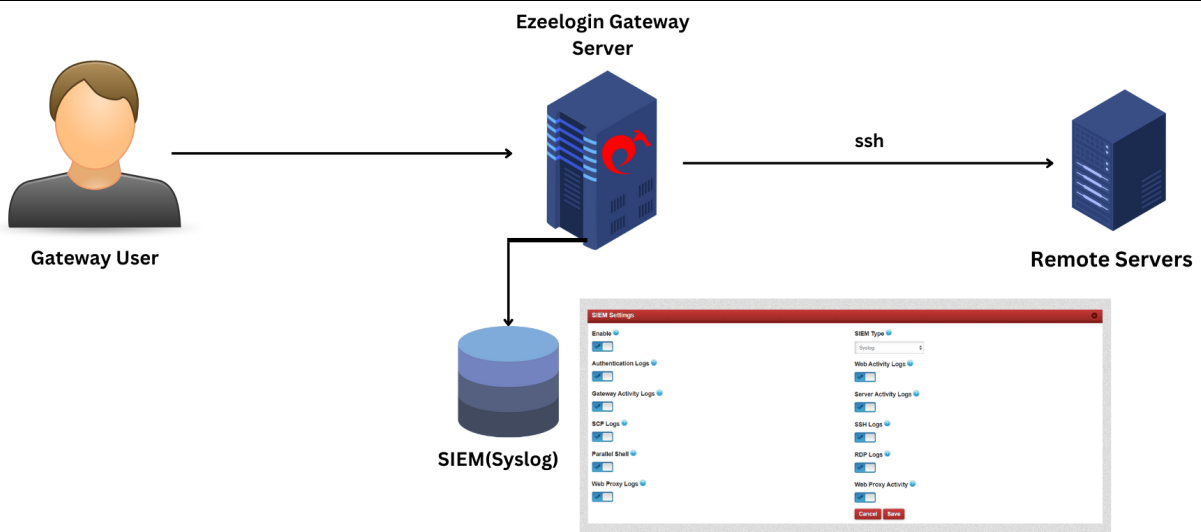 Ezeelogin Gateway
Server
ssh
Gateway User
Remote Servers
SIEM(Syslog)
SIEM Settings
Enable
SIEM Type
Syslog
Authentication Logs
Web Activity Logs
Gateway Activity Logs
Server Activity Logs
SCP Logs
SSH Logs
Parallel Shell
RDP Logs
Web Proxy Logs
Web Proxy Activity
Cancel Save